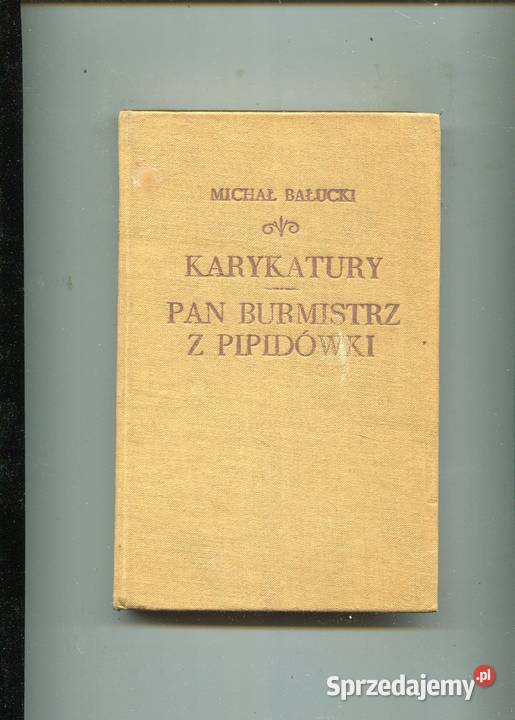 MICHAŁ BAŁUCKI
KARYKATURY
PAN BURMISTRZ
Z PIPIDÓWKI
Sprzedajemy.pl